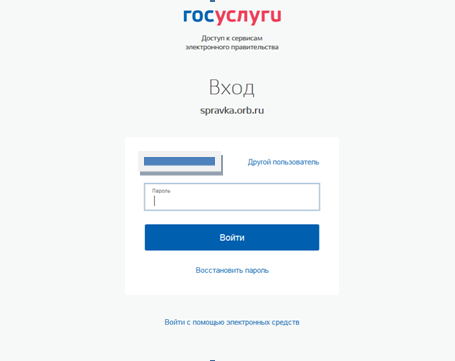 госуслуги
Доступ к сервисам
электронного правительства
Вход
spravka.orb.ru
Другой пользователь
Пароль
Войти
Восстановить пароль
Войти с помощью электронных средств